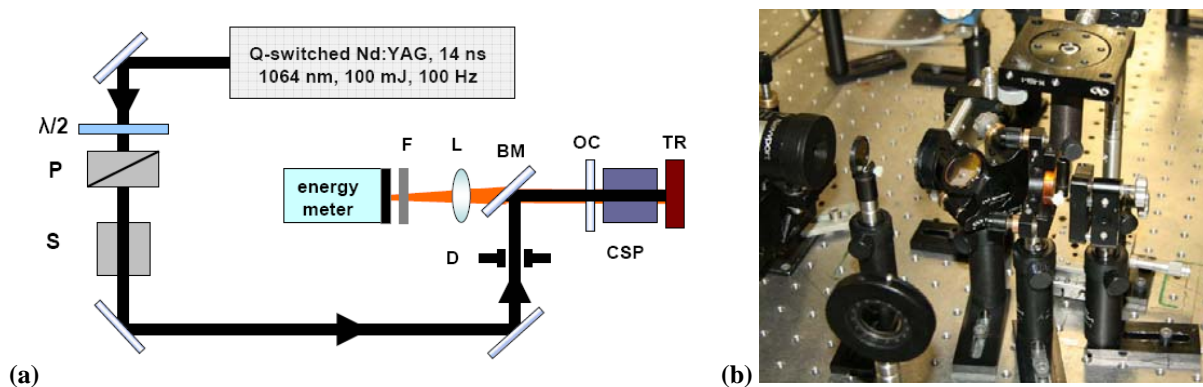 Q-switched Nd:YAG, 14 ns
1064 nm, 100 mJ, 100 Hz
λ/2
P
S
energy
meter
F
L
BM
OC
TR
D
CSP
(a)
(b)